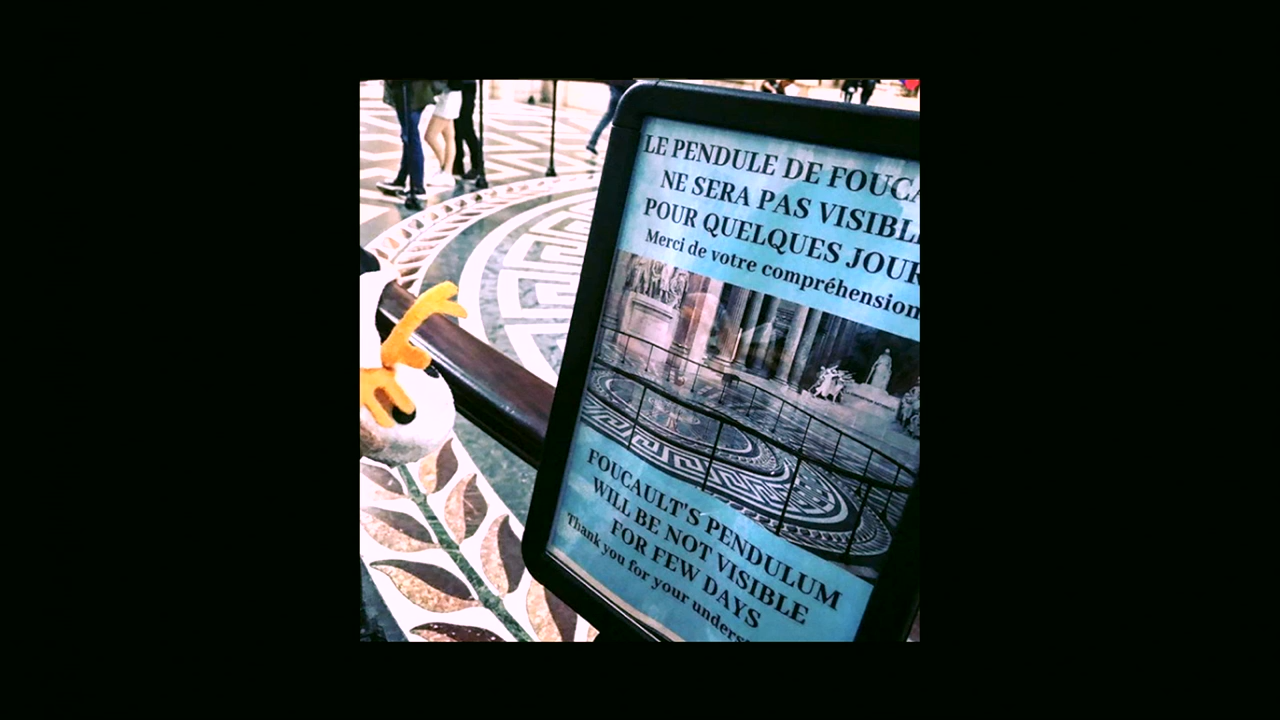 LE PENDULE DE FOUCA
NE SERA PAS VISIBL
POUR QUELQUES JOUR
Merci de votre compréhension
FOUCAULT'S PENDULUM
WILL BE NOT VISIBLE
FOR FEW DAYS
Thank you for your unders